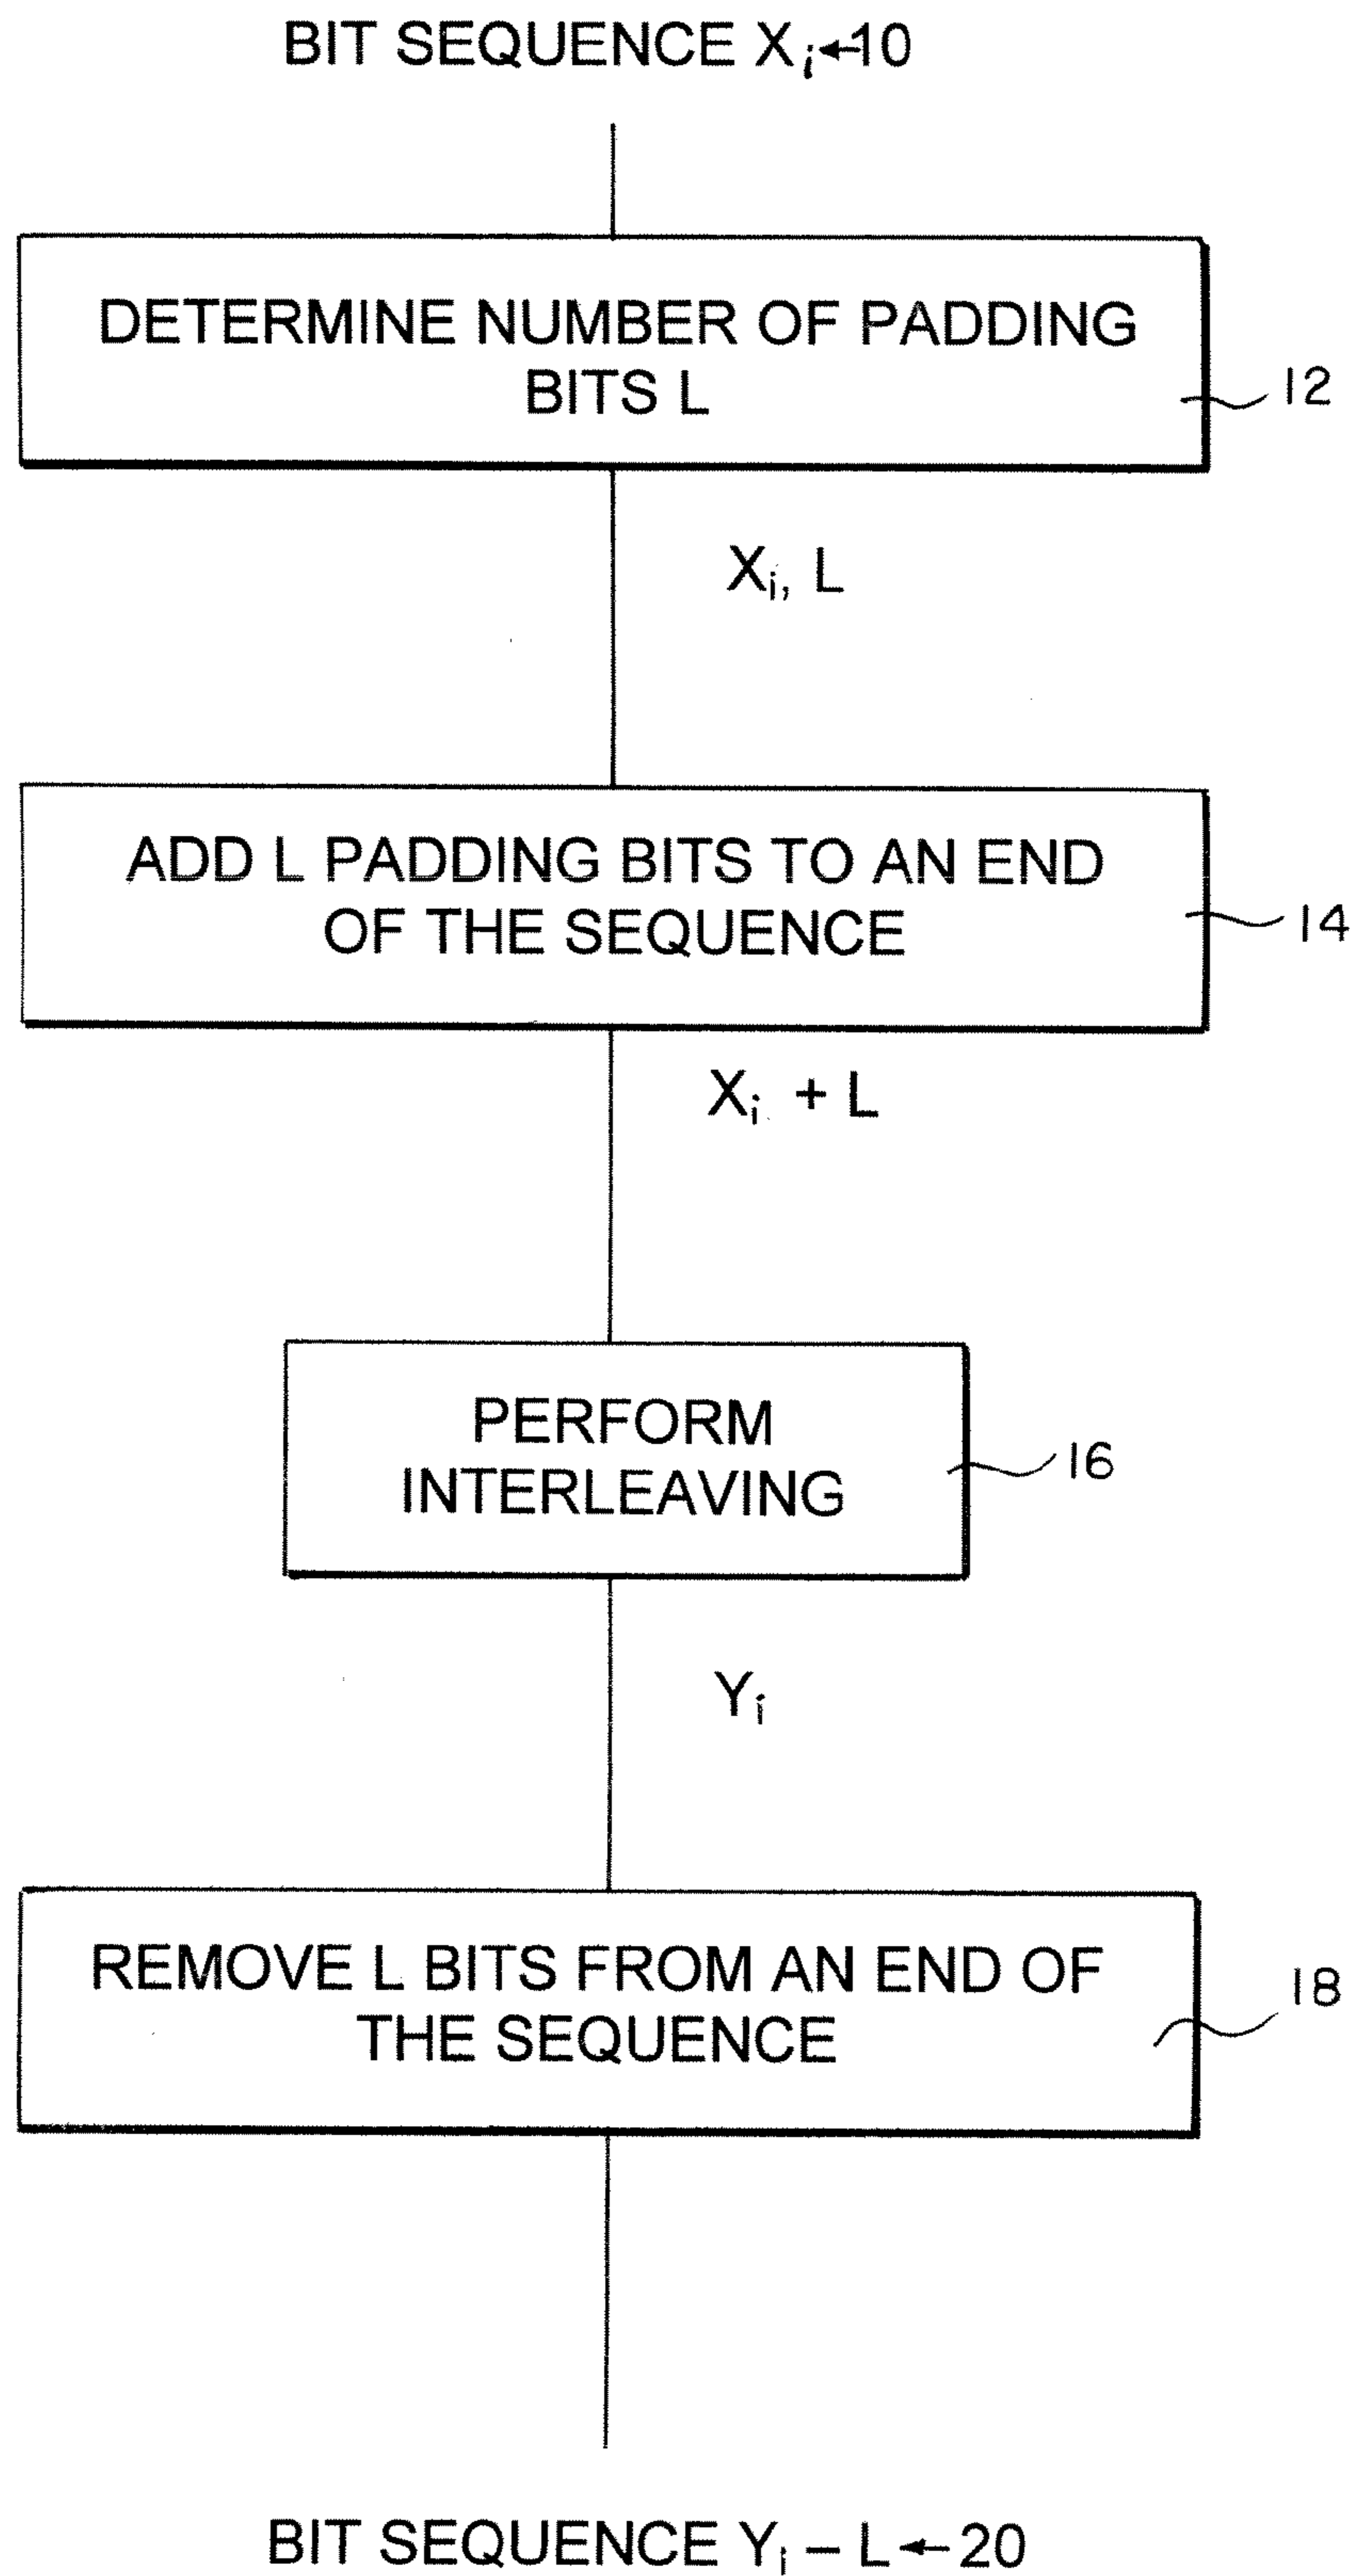 BIT SEQUENCE Xi←10
DETERMINE NUMBER OF PADDING
BITS L
12
Xi, L
ADD L PADDING BITS TO AN END
OF THE SEQUENCE
14
Xi + L
PERFORM
INTERLEAVING
16
Yi
REMOVE L BITS FROM AN END OF
THE SEQUENCE
18
BIT SEQUENCE Yi – L←20